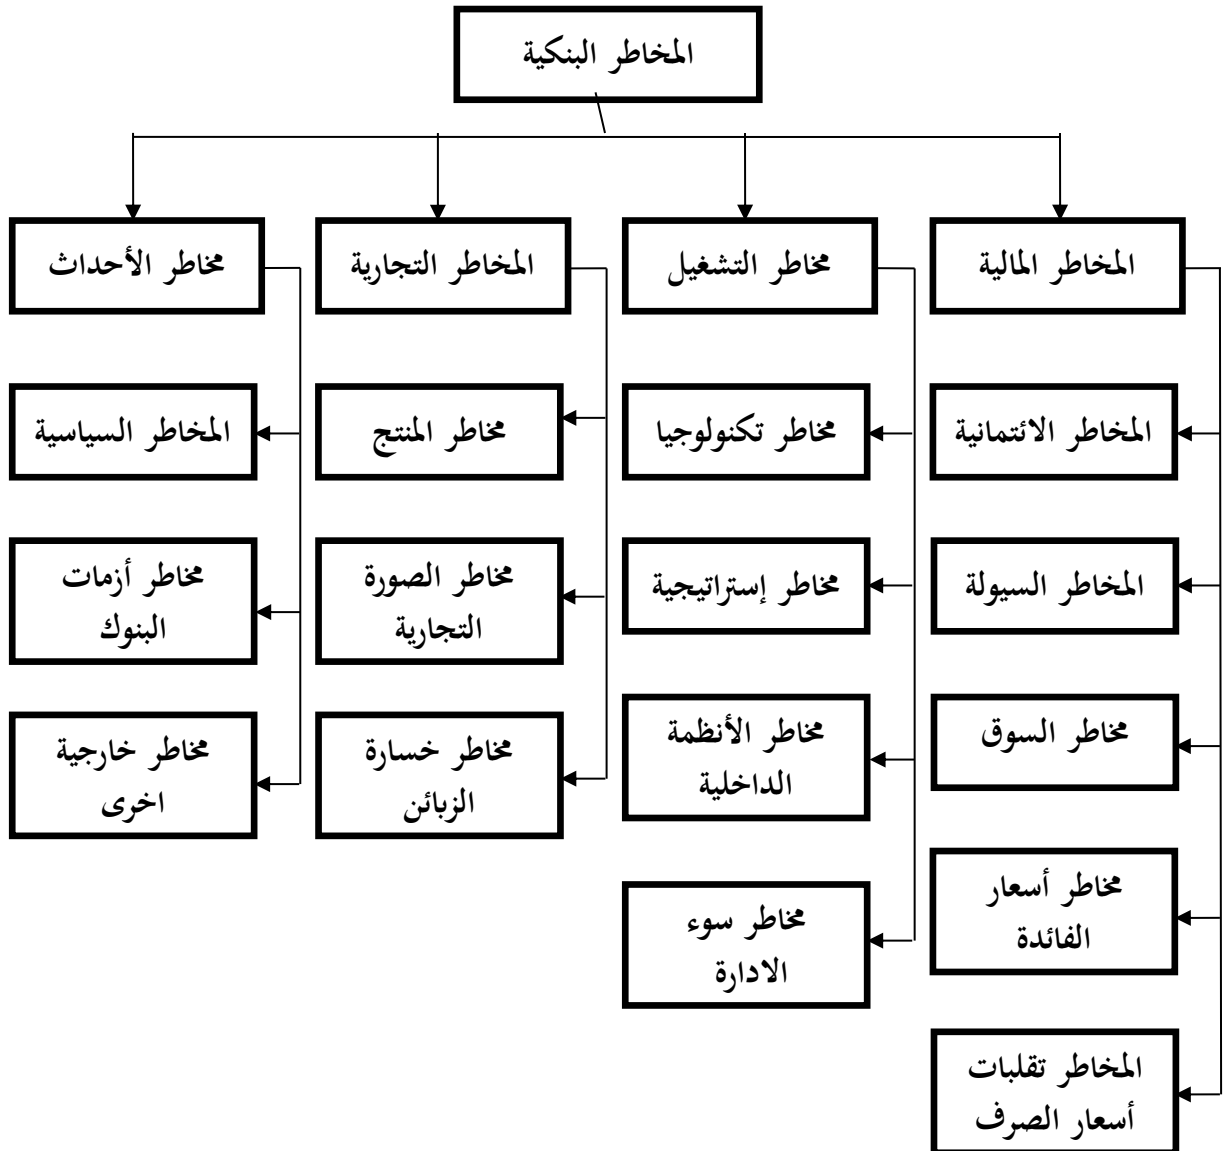 المخاطر البنكية
المخاطر المالية
مخاطر التشغيل
المخاطر التجارية
مخاطر الأحداث
المخاطر الائتمانية
مخاطر تكنولوجيا
مخاطر المنتج
المخاطر السياسية
المخاطر السيولة
مخاطر إستراتيجية
مخاطر الصورة
التجارية
مخاطر أزمات
البنوك
مخاطر السوق
مخاطر الأنظمة
الداخلية
مخاطر خسارة
الزبائن
مخاطر خارجية
اخرى
مخاطر أسعار
الفائدة
مخاطر سوء
الادارة
المخاطر تقلبات
أسعار الصرف